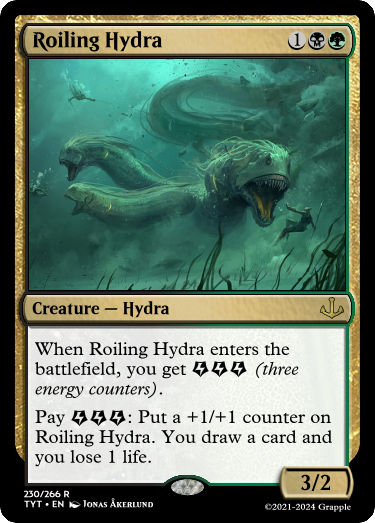 Roiling Hydra 1
Creature — Hydra
When Roiling Hydra enters the
battlefield, you get (three
energy counters).
Pay : Put a +1/+1 counter on
Roiling Hydra. You draw a card and
you lose 1 life.
3/2
230/266 R
TYT • EN Jonas Åkerlund
©2021-2024 Grapple